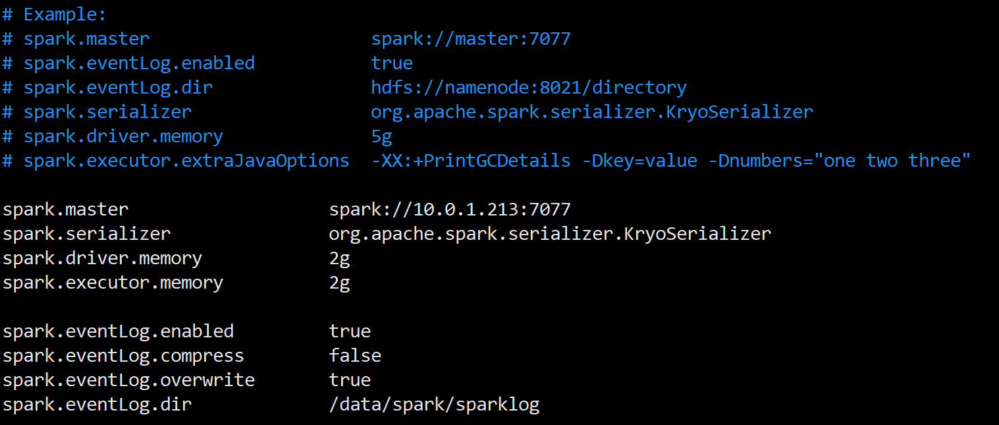 # Example:
# spark.master                     spark://master:7077
# spark.eventLog.enabled           true
# spark.eventLog.dir               hdfs://namenode:8021/directory
# spark.serializer                 org.apache.spark.serializer.KryoSerializer
# spark.driver.memory              5g
# spark.executor.extraJavaOptions  -XX:+PrintGCDetails -Dkey=value -Dnumbers="one two three"

spark.master                   spark://10.0.1.213:7077
spark.serializer               org.apache.spark.serializer.KryoSerializer
spark.driver.memory            2g
spark.executor.memory          2g

spark.eventLog.enabled         true
spark.eventLog.compress        false
spark.eventLog.overwrite       true
spark.eventLog.dir             /data/spark/sparklog